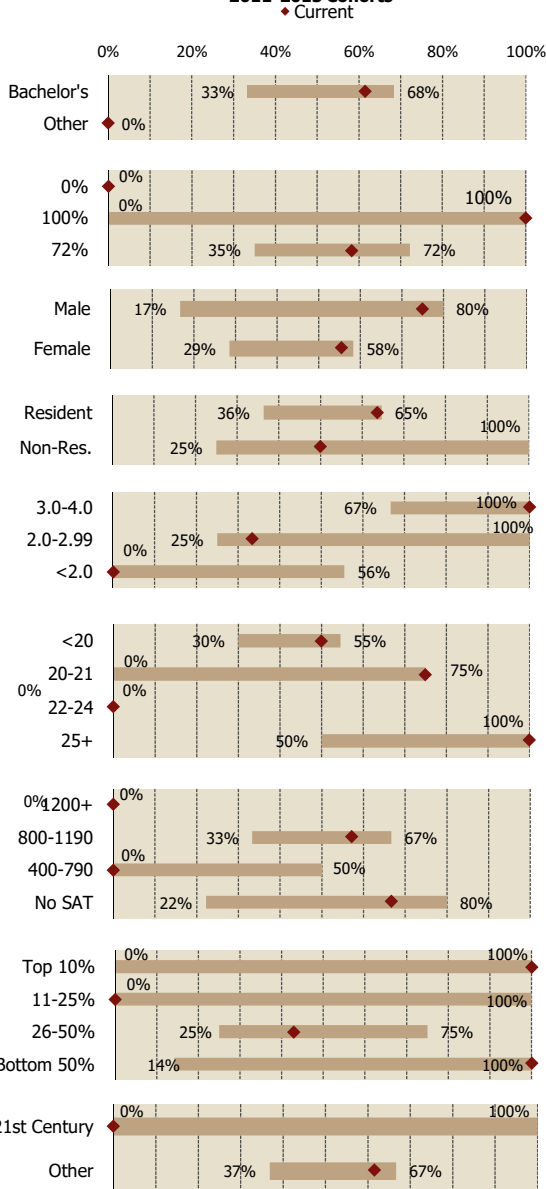 Current
0% 20% 40% 60% 80% 100%
Bachelor's 33% 68%
Other 0%
0% 0%
100% 0% 100%
72% 35% 72%
Male 17% 80%
Female 29% 58%
Resident 36% 65%
Non-Res. 25% 100%
3.0-4.0 67% 100%
2.0-2.99 25% 100%
<2.0 0% 56%
<20 30% 55%
20-21 0% 75%
0% 22-24 0%
25+ 50% 100%
0% 1200+ 0%
800-1190 33% 67%
400-790 0% 50%
No SAT 22% 80%
Top 10% 0% 100%
11-25% 0% 100%
26-50% 25% 75%
Bottom 50% 14% 100%
21st Century 0% 100%
Other 37% 67%